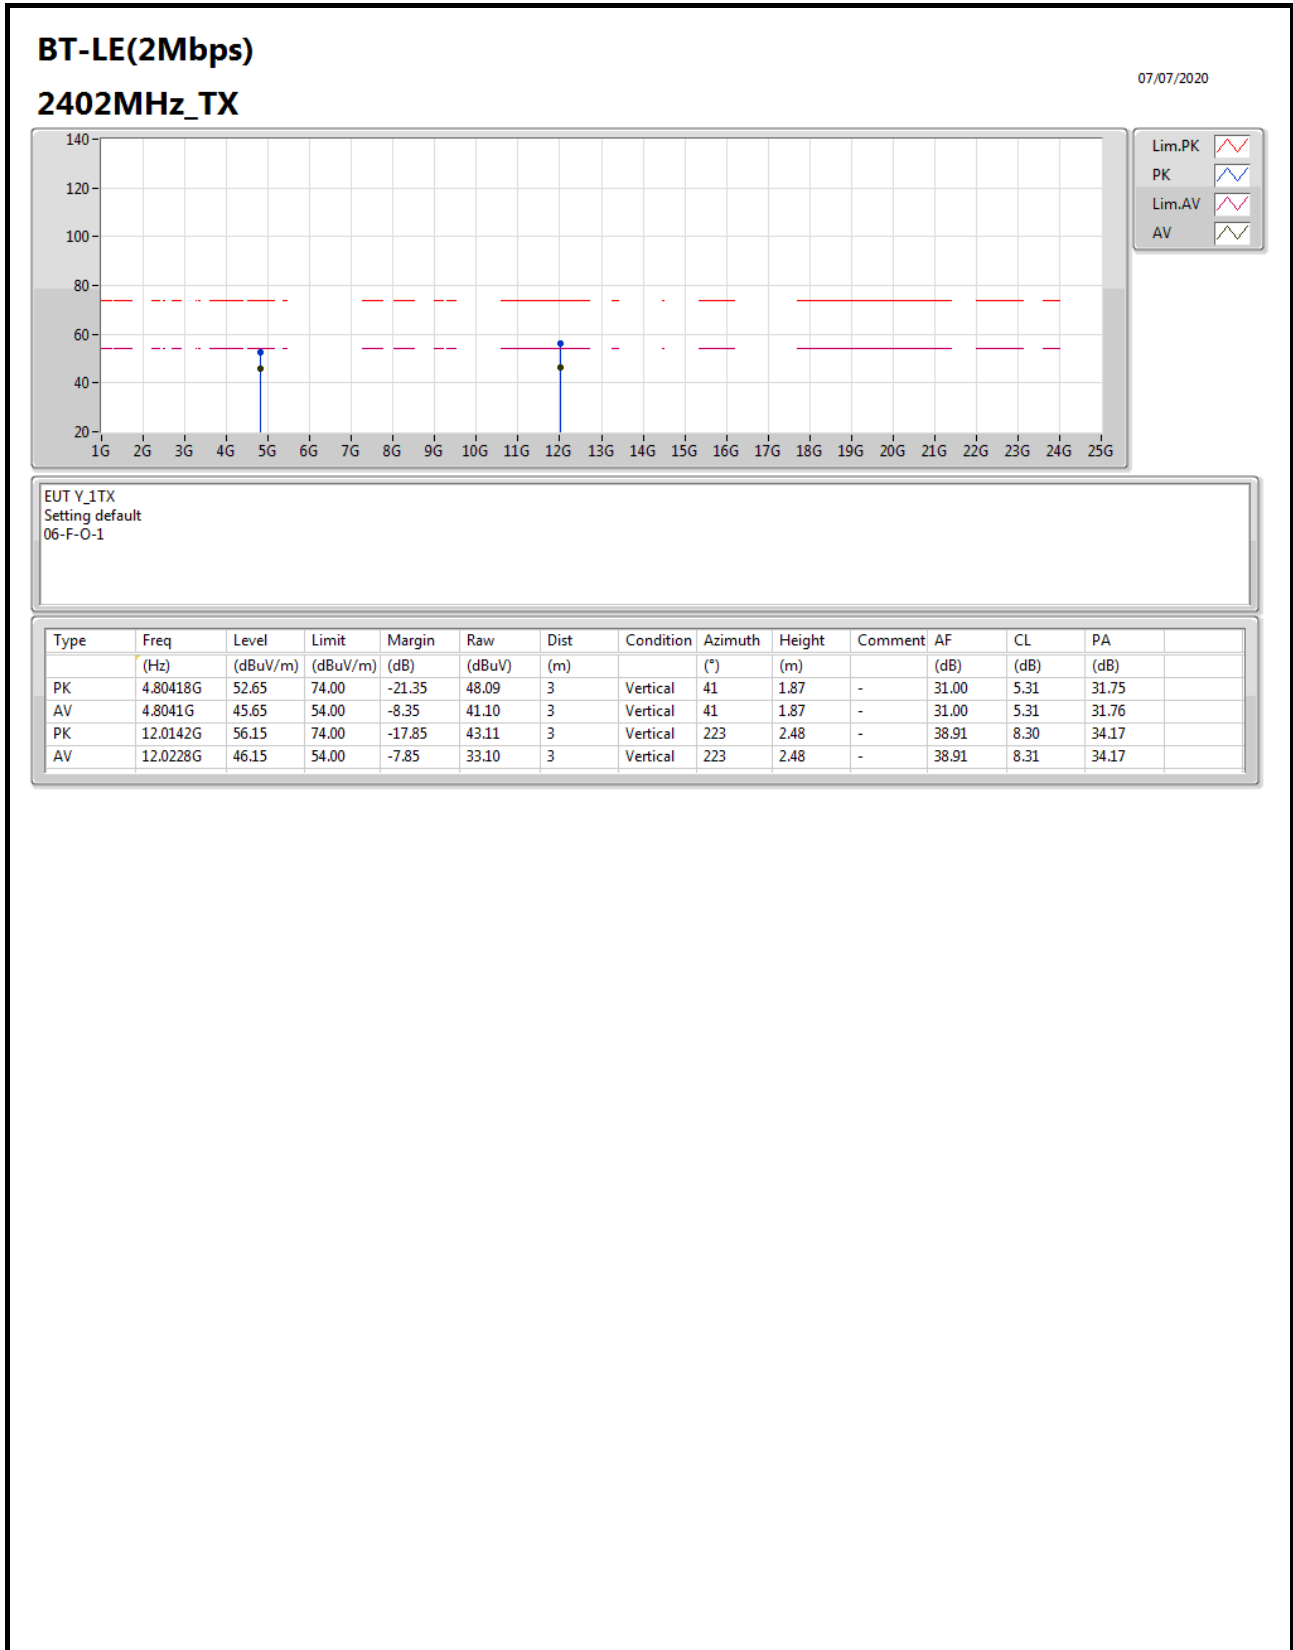 BT-LE(2Mbps)
07/07/2020
2402MHz_TX
140
120
100
80
60
40
20
1G 2G 3G 4G 5G 6G 7G 8G 9G 10G 11G 12G 13G 14G 15G 16G 17G 18G 19G 20G 21G 22G 23G 24G 25G
Lim.PK
PK
Lim.AV
AV
EUT Y_1TX
Setting default
06-F-O-1
Type Freq Level Limit Margin Raw Dist Condition Azimuth Height Comment AF CL PA
(Hz) (dBuV/m) (dBuV/m) (dB) (dBuV) (m) (°) (m) (dB) (dB) (dB)
PK 4.80418G 52.65 74.00 -21.35 48.09 3 Vertical 41 1.87 - 31.00 5.31 31.75
AV 4.8041G 45.65 54.00 -8.35 41.10 3 Vertical 41 1.87 - 31.00 5.31 31.76
PK 12.0142G 56.15 74.00 -17.85 43.11 3 Vertical 223 2.48 - 38.91 8.30 34.17
AV 12.0228G 46.15 54.00 -7.85 33.10 3 Vertical 223 2.48 - 38.91 8.31 34.17